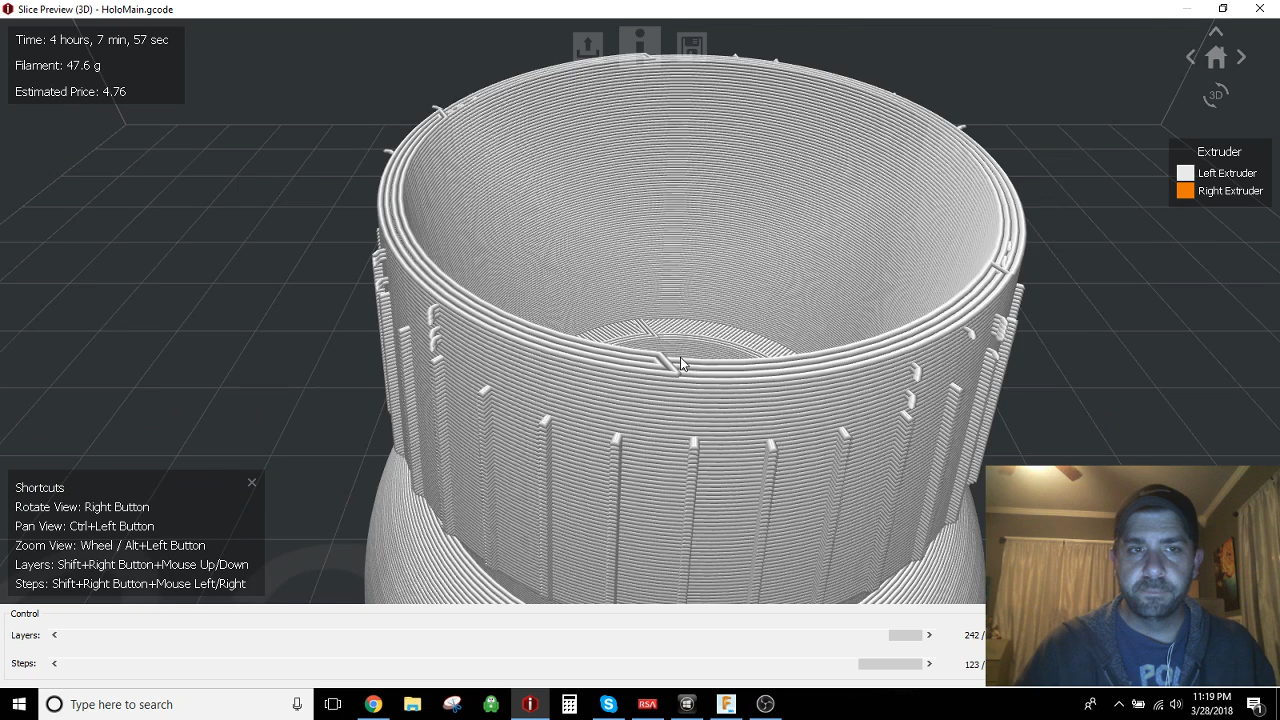 Slice Preview (3D) - HoloMain.gcode
Time: 4 hours, 7 min, 57 sec
Filament: 47.6 g
Estimated Price: 4.76
3D
Extruder
Left Extruder
Right Extruder
Shortcuts
Rotate View: Right Button
Pan View: Ctrl+Left Button
Zoom View: Wheel / Alt+Left Button
Layers: Shift+Right Button+Mouse Up/Down
Steps: Shift+Right Button+Mouse Left/Right
Control
Layers:
242 /
Steps:
123 /
Type here to search
RSA
11:19 PM
3/28/2018